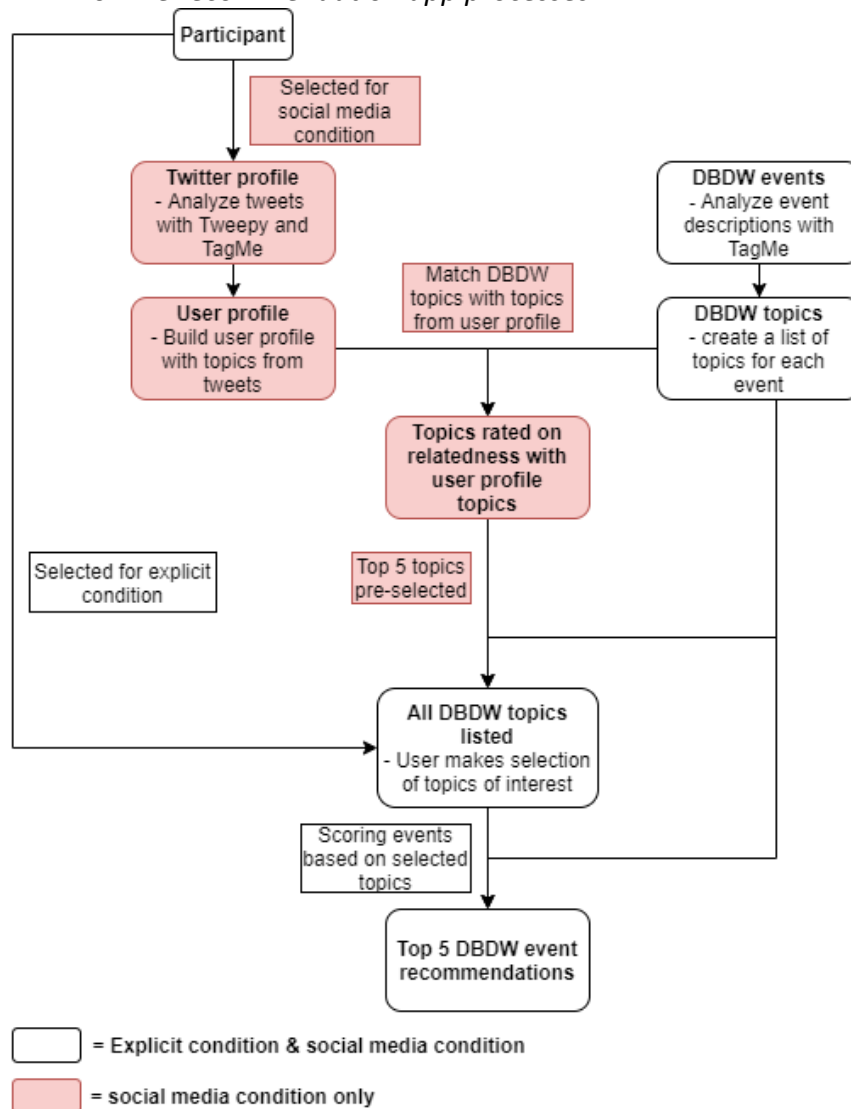 app processes
Participant
Selected for
social media
condition
Twitter profile
- Analyze tweets
with Tweepy and
TagMe
DBDW events
- Analyze event
descriptions with
TagMe
Match DBDW
topics with topics
from user profile
User profile
- Build user profile
with topics from
tweets
DBDW topics
- create a list of
topics for each
event
Topics rated on
relatedness with
user profile
topics
Selected for explicit
condition
Top 5 topics
pre-selected
All DBDW topics
listed
- User makes selection
of topics of interest
Scoring events
based on selected
topics
Top 5 DBDW event
recommendations
= Explicit condition & social media condition
= social media condition only